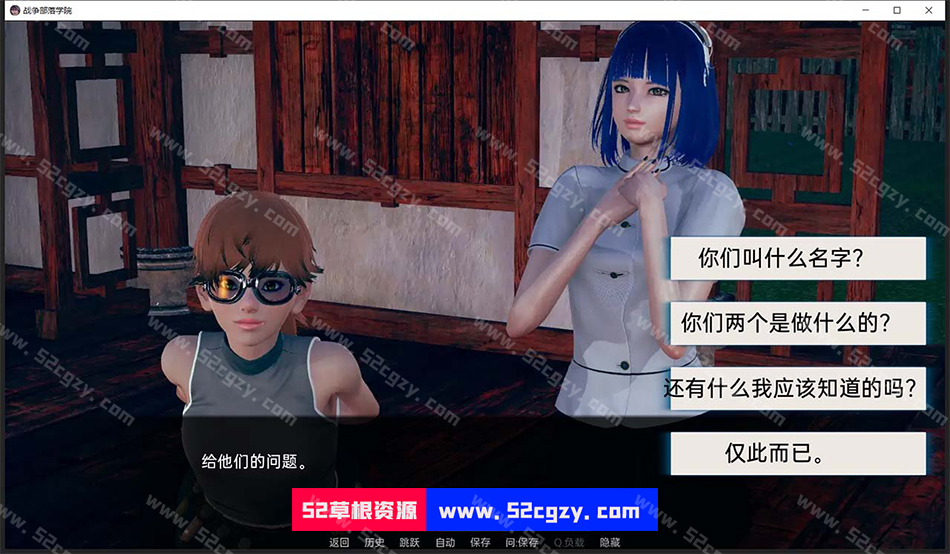 战争部落学院
你们叫什么名字?
你们两个是做什么的?
还有什么我应该知道的吗?
仅此而已。
给他们的问题。
52草根资源 www.52cgzy.com
返回 历史 跳跃 自动 保存 问:保存 Q.负载 隐藏
www.52cgzy.com